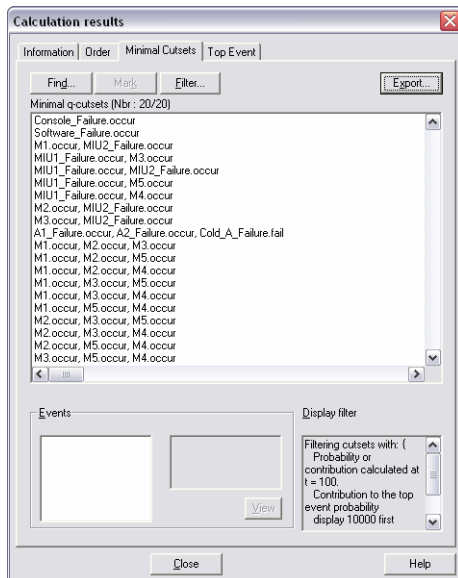 Calculation results
Information Order Minimal Cutsets Top Event
Find... Mark Filter... Export...
Minimal q-cutsets (Nbr : 20/20)
Console_Failure.occur
Software_Failure.occur
M1.occur, MIU2_Failure.occur
MIU1_Failure.occur, M3.occur
MIU1_Failure.occur, MIU2_Failure.occur
MIU1_Failure.occur, M5.occur
MIU1_Failure.occur, M4.occur
M2.occur, MIU2_Failure.occur
M3.occur, MIU2_Failure.occur
A1_Failure.occur, A2_Failure.occur, Cold_A_Failure.fail
M1.occur, M2.occur, M3.occur
M1.occur, M2.occur, M5.occur
M1.occur, M2.occur, M4.occur
M1.occur, M3.occur, M5.occur
M1.occur, M3.occur, M4.occur
M1.occur, M5.occur, M4.occur
M2.occur, M3.occur, M5.occur
M2.occur, M3.occur, M4.occur
M2.occur, M5.occur, M4.occur
M3.occur, M5.occur, M4.occur
Events
View
Display filter
Filtering cutsets with: {
Probability or
contribution calculated at
t = 100.
Contribution to the top
event probability
display 10000 first
Close Help